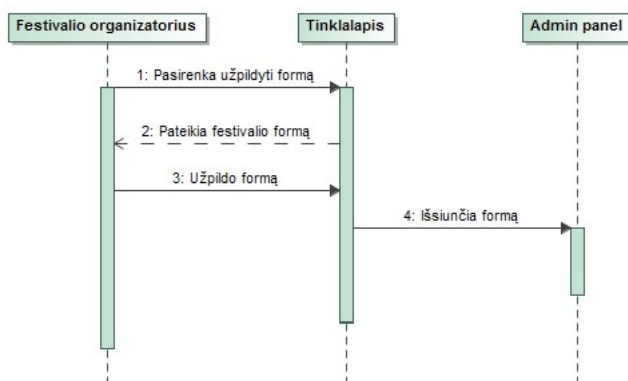 Festivalio organizatorius
Tinklalapis
Admin panel
1: Pasirenka užpildyti formą
2: Pateikia festivalio formą
3: Užpildo formą
4: Išsiunčia formą